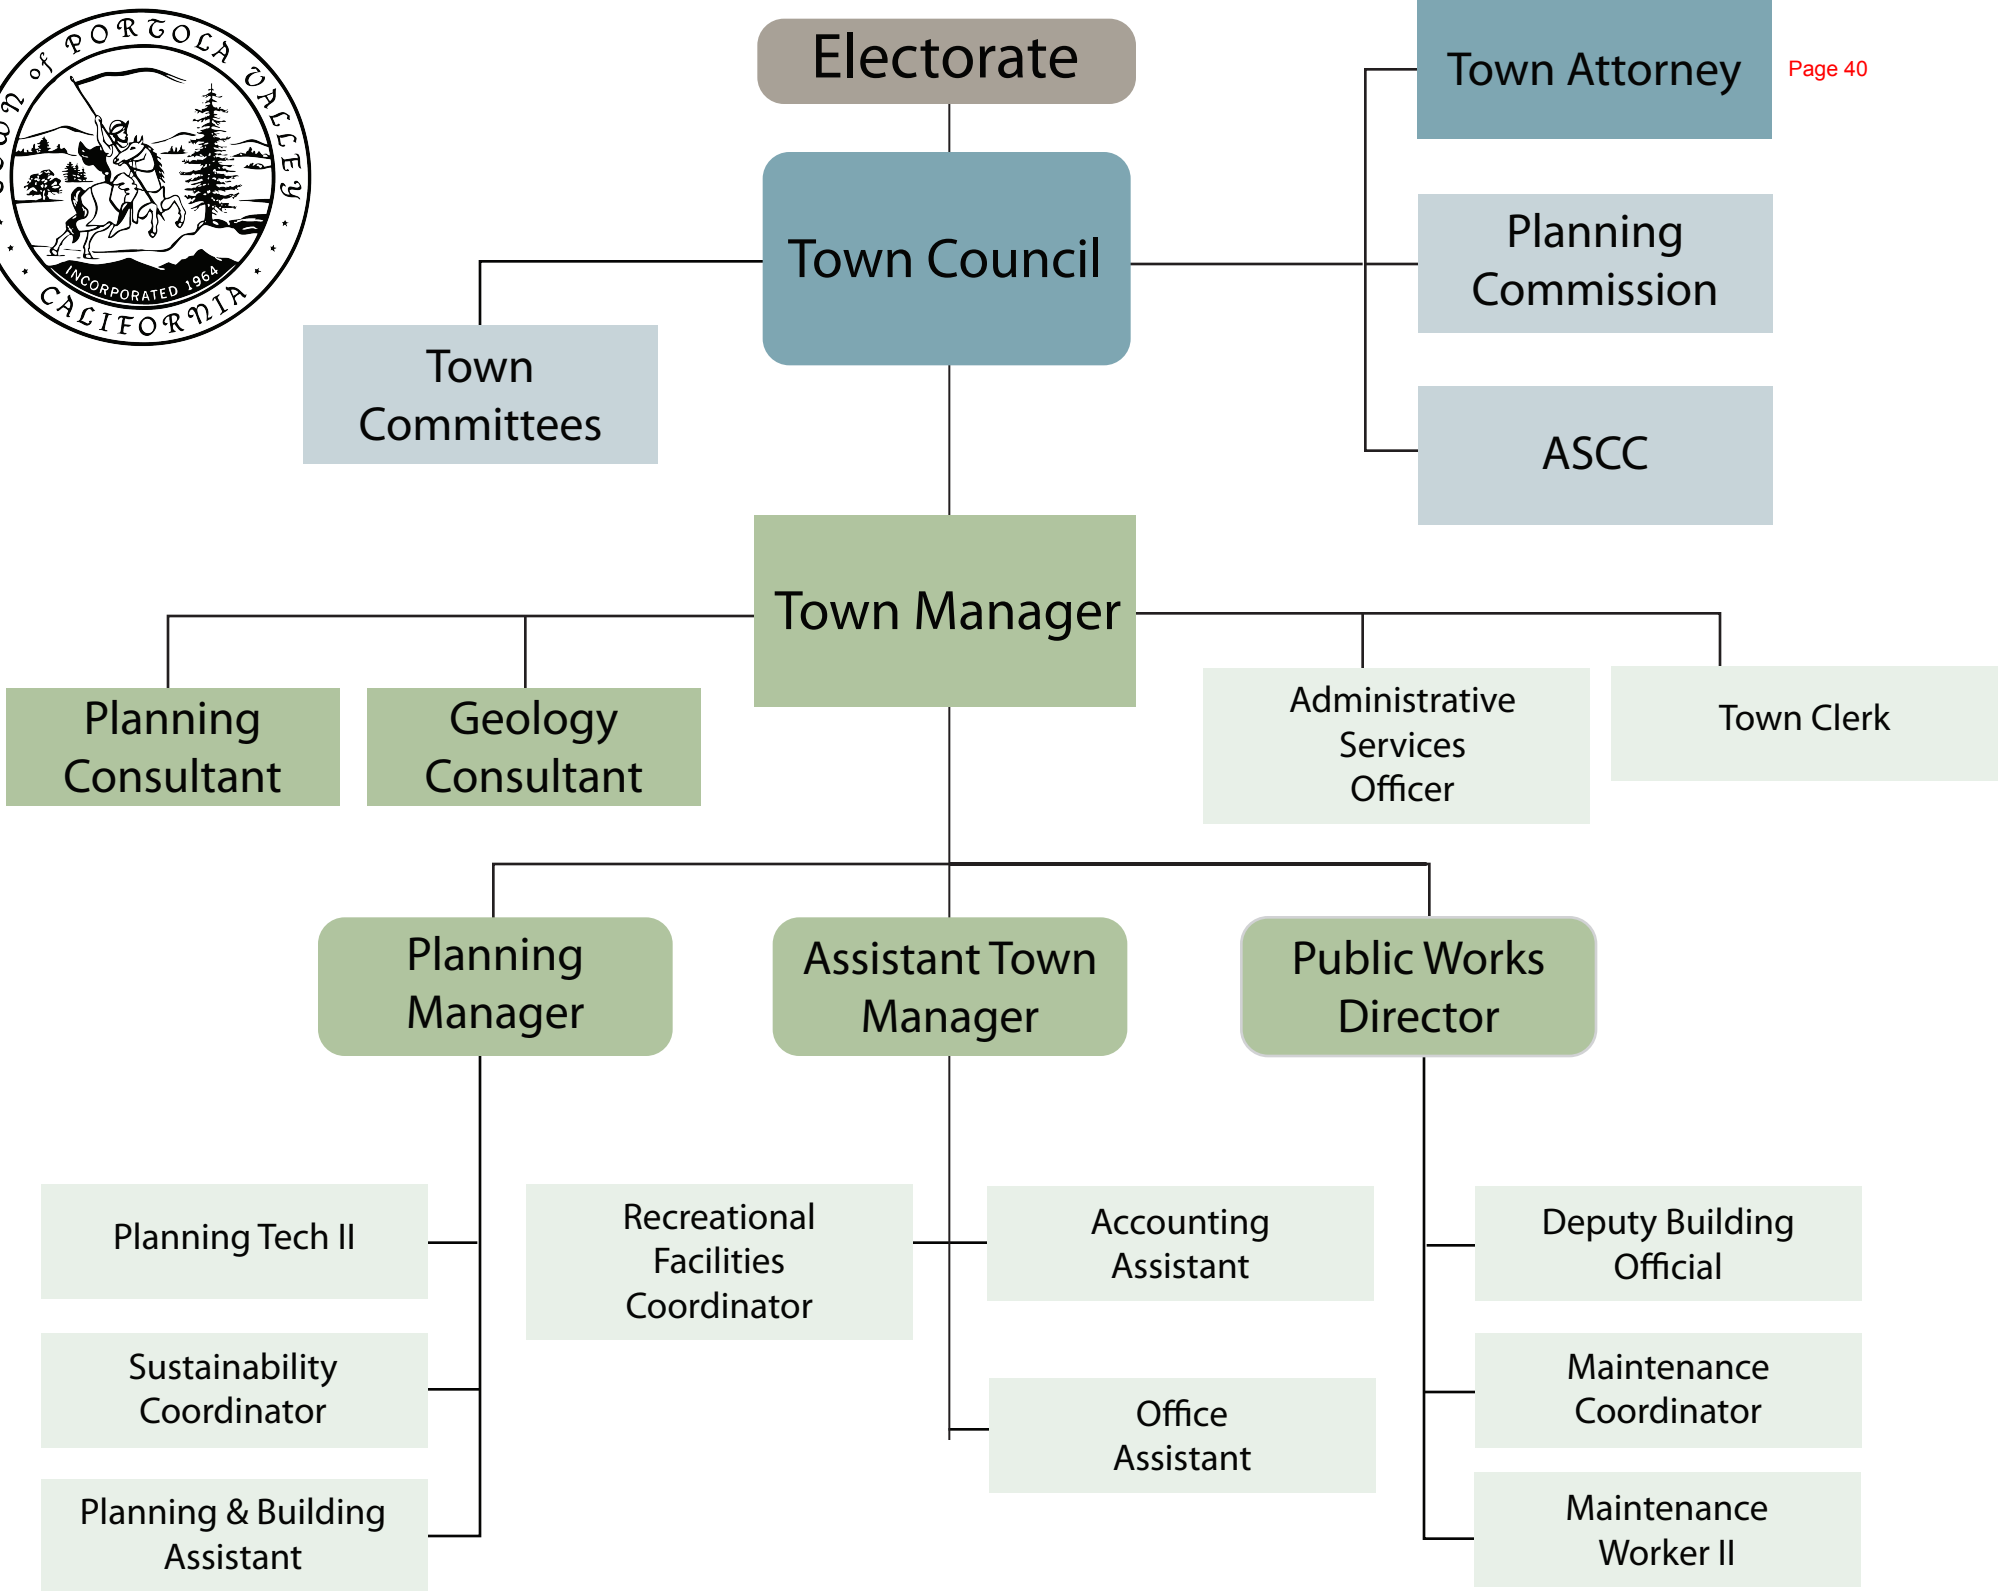 Town of PORTOLA VALLEY
INCORPORATED 1964
CALIFORNIA
Electorate
Town Attorney
Page 40
Town Council
Planning
Commission
Town
Committees
ASCC
Town Manager
Planning
Consultant
Geology
Consultant
Administrative
Services
Officer
Town Clerk
Planning
Manager
Assistant Town
Manager
Public Works
Director
Planning Tech II
Recreational
Facilities
Coordinator
Accounting
Assistant
Deputy Building
Official
Sustainability
Coordinator
Office
Assistant
Maintenance
Coordinator
Planning & Building
Assistant
Maintenance
Worker II